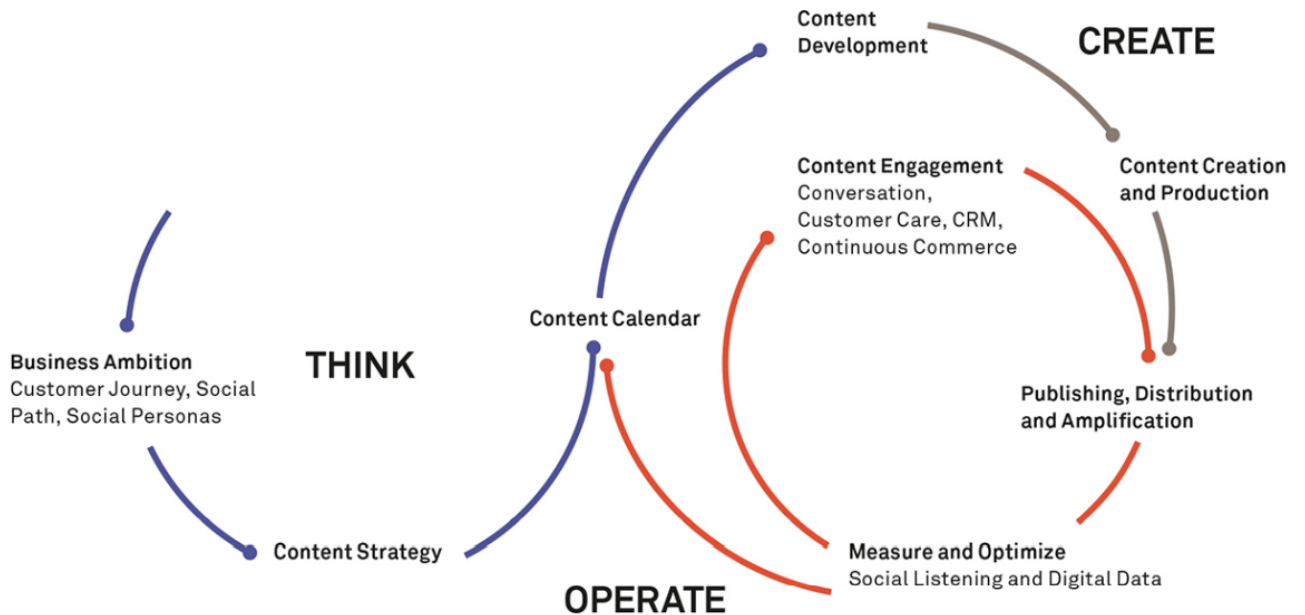 Content
Development
CREATE
Content Engagement
Conversation,
Customer Care, CRM,
Continuous Commerce
Content Creation
and Production
Content Calendar
THINK
Business Ambition
Customer Journey, Social
Path, Social Personas
Publishing, Distribution
and Amplification
Content Strategy
Measure and Optimize
Social Listening and Digital Data
OPERATE